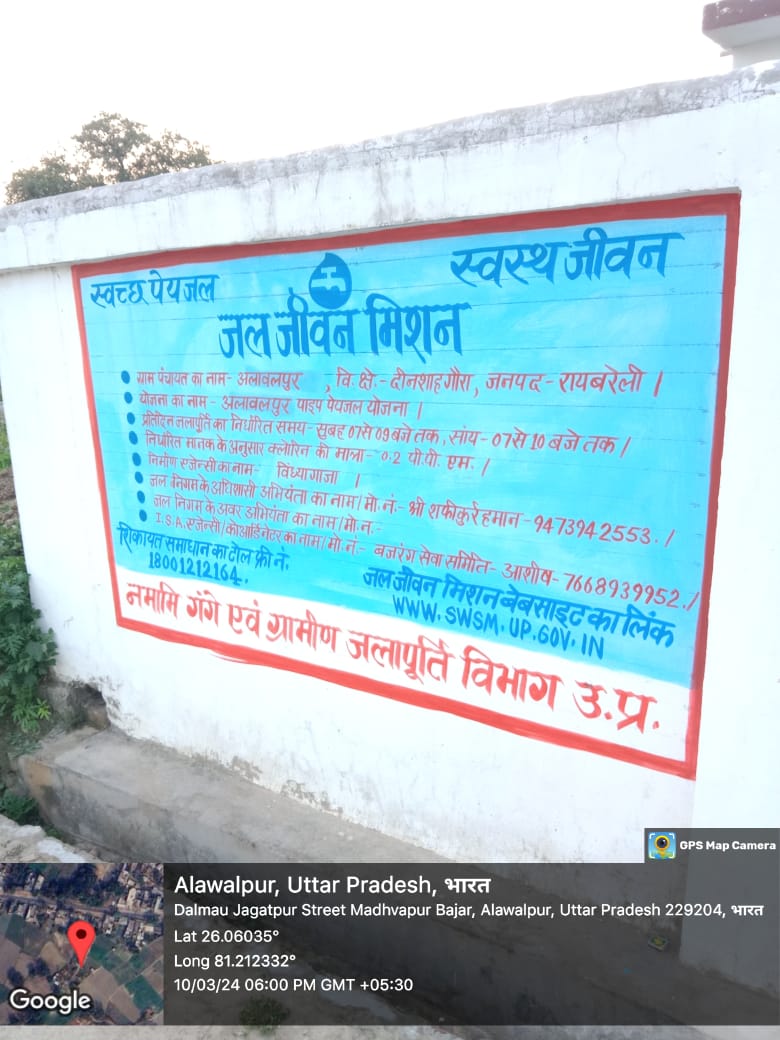 स्वच्छ पेयजल
स्वस्थ जीवन
जल जीवन मिशन
ग्राम पंचायत का नाम- अलावलपुर , वि. क्षे.- दीनशाह गौरा, जनपद- रायबरेली |
योजना का नाम- अलावलपुर पाइप पेयजल योजना |
प्रतिदिन जलापूर्ति का निर्धारित समय- सुबह 07 से 09 बजे तक, सांय- 07 से 10 बजे तक /
निर्धारित मानक के अनुसार क्लोरिन की मात्रा- 0.2 पी.पी. एम. |
निर्माण एजेन्सी का नाम- विंध्यागाजा |
जल निगम के अधिशासी अभियंता का नाम/मो.नं.- श्री शफीकुर्रहमान- 9473942553. /
जल निगम के अवर अभियंता का नाम/मो.न.-
I.S.A. एजेन्सी/कोआर्डिनेटर का नाम/मो.नं.- बजरंग सेवा समिति- आशीष- 7668939952. /
शिकायत समाधान का टोल फ्री नं:
18001212164.
जल जीवन मिशन बेबसाइट का लिंक
WWW.SWSM.UP.GOV.IN
नमामि गंगे एवं ग्रामीण जलापूर्ति विभाग उ.प्र.
GPS Map Camera
Alawalpur, Uttar Pradesh, भारत
Dalmau Jagatpur Street Madhvapur Bajar, Alawalpur, Uttar Pradesh 229204, भारत
Lat 26.06035°
Long 81.212332°
10/03/24 06:00 PM GMT +05:30
Google